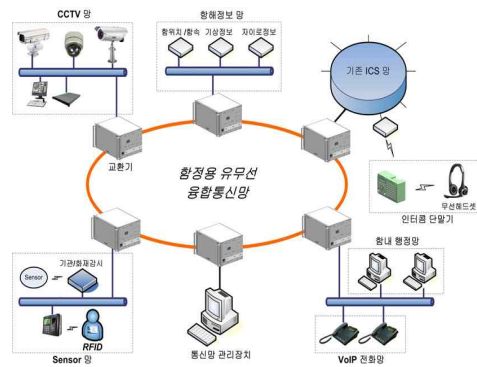 CCTV 망
항해정보 망
함위치 /함속 기상정보 자이로정보
기존 ICS 망
교환기
함정용 유무선
융합통신망
무선헤드셋
인터콤 단말기
기관/화재감시
Sensor
RFID
Sensor 망
통신망 관리장치
함내 행정망
VoIP 전화망